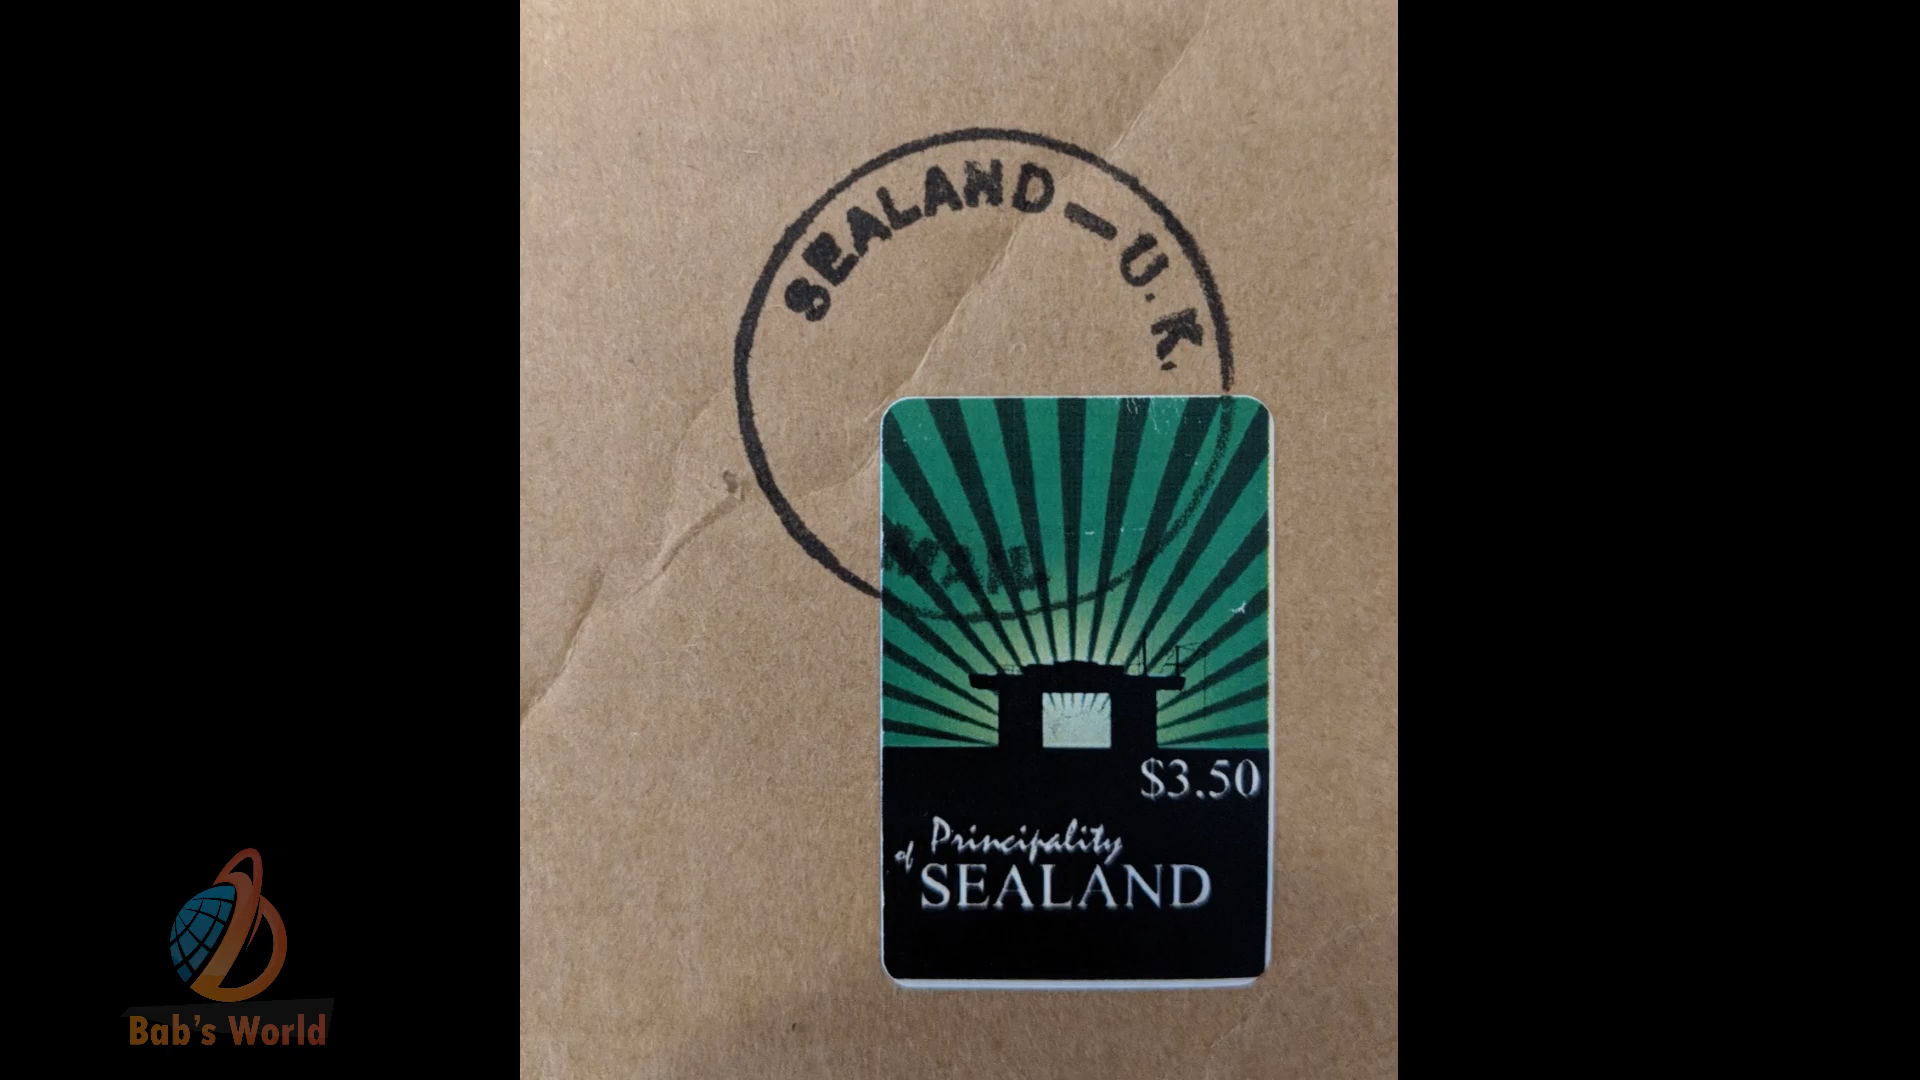 SEALAND — U.K.
$3.50
Principality
of
SEALAND
Bab's World